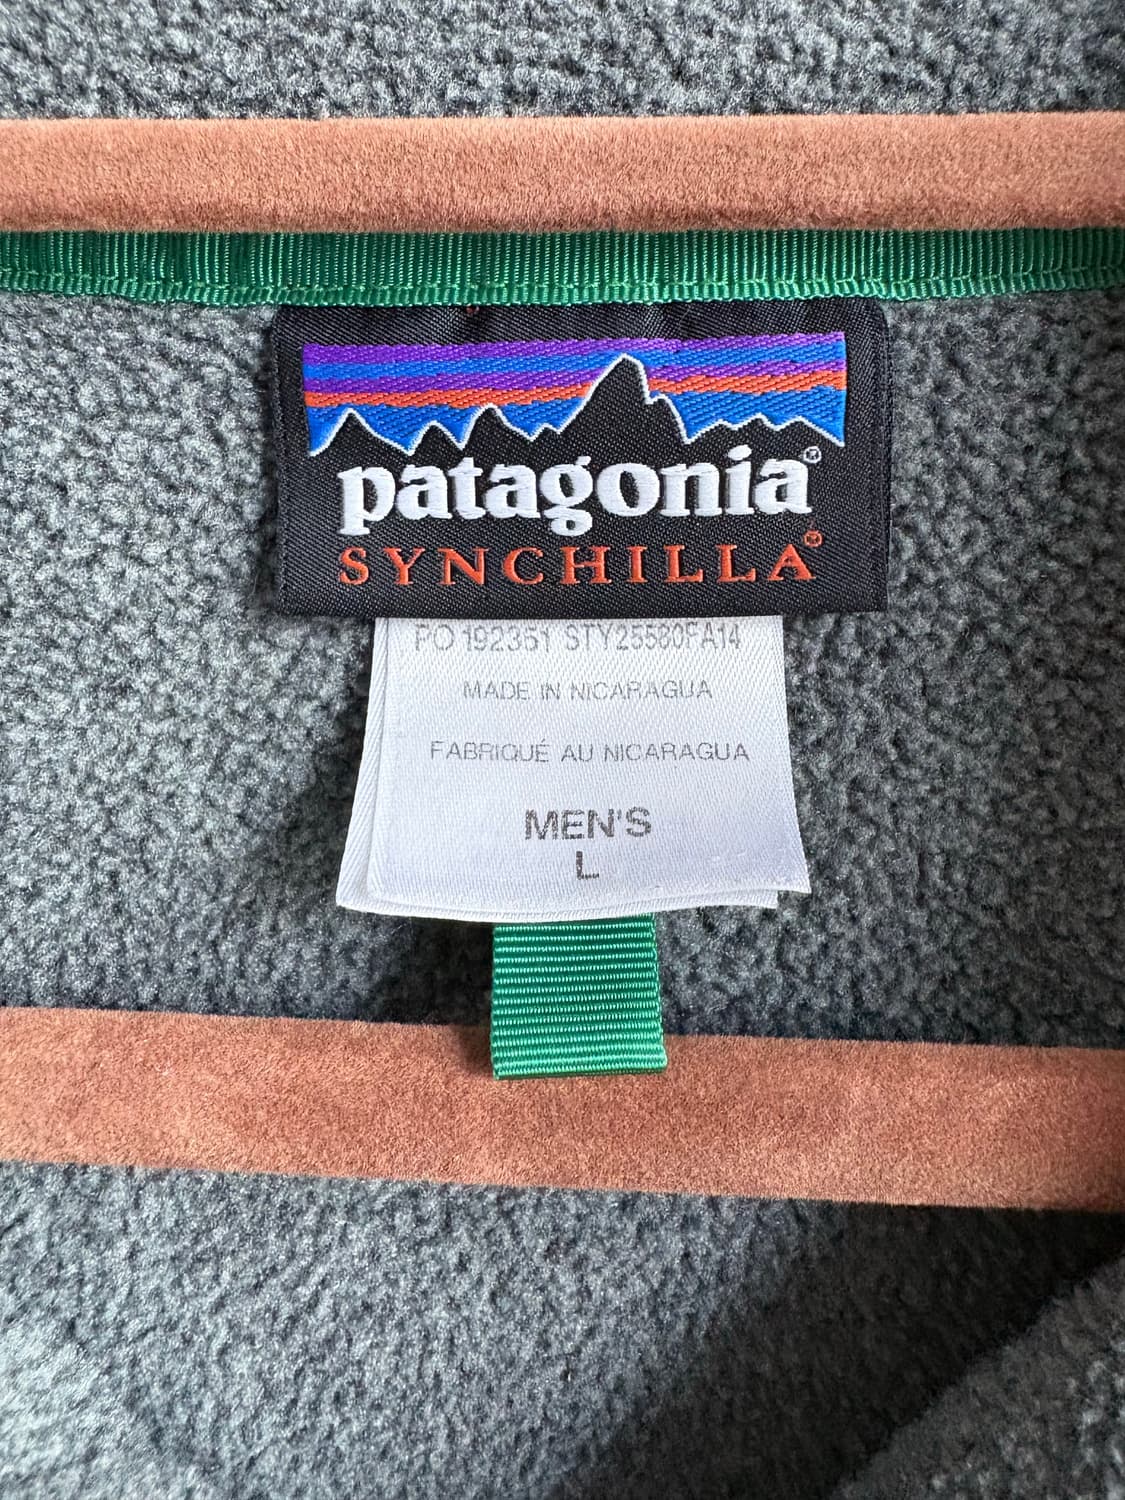 patagonia®
SYNCHILLA®
PO 192351 STY25580FA14
MADE IN NICARAGUA
FABRIQUÉ AU NICARAGUA
MEN'S
L